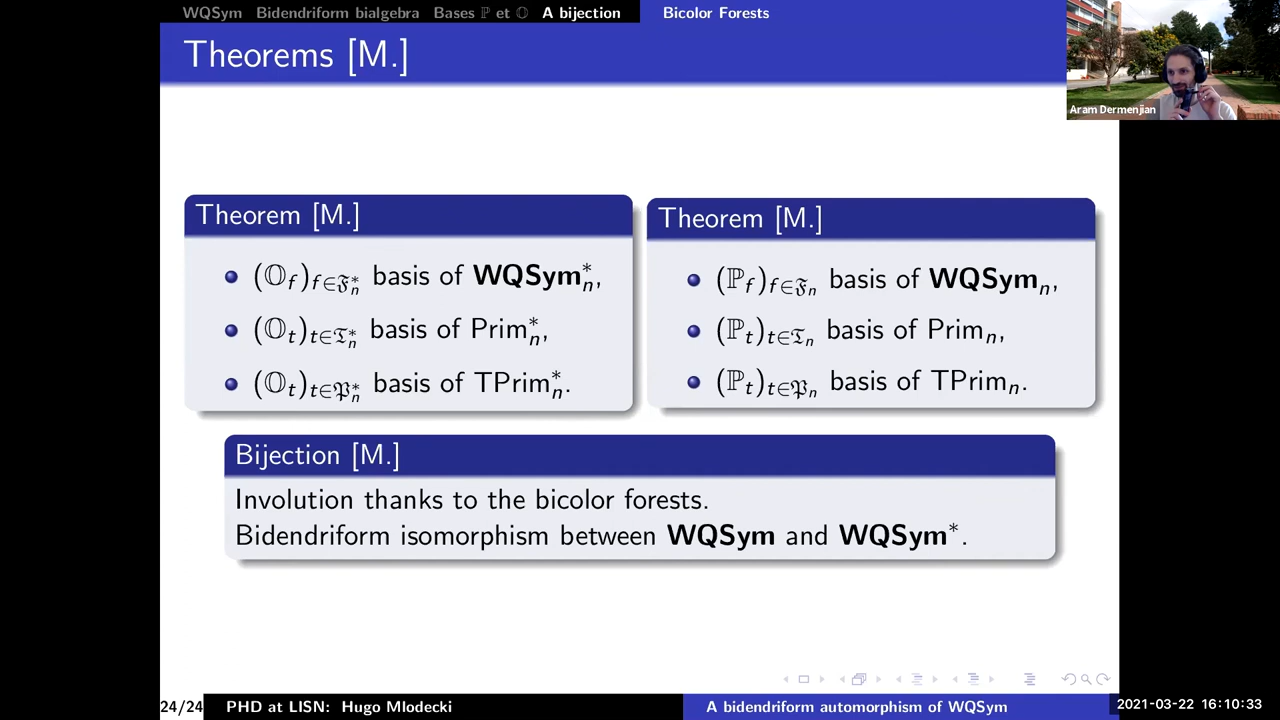 WQSym Bidendriform bialgebra Bases ℙ et 𝕆 A bijection Bicolor Forests
Theorems [M.]
Aram Dermenjian
Theorem [M.]
(𝕆_f)_{f∈𝔉*_n} basis of WQSym*_n,
(𝕆_t)_{t∈𝔗*_n} basis of Prim*_n,
(𝕆_t)_{t∈𝔓*_n} basis of TPrim*_n.
Theorem [M.]
(ℙ_f)_{f∈𝔉_n} basis of WQSym_n,
(ℙ_t)_{t∈𝔗_n} basis of Prim_n,
(ℙ_t)_{t∈𝔓_n} basis of TPrim_n.
Bijection [M.]
Involution thanks to the bicolor forests.
Bidendriform isomorphism between WQSym and WQSym*.
24/24 PHD at LISN: Hugo Mlodecki A bidendriform automorphism of WQSym 2021-03-22 16:10:33